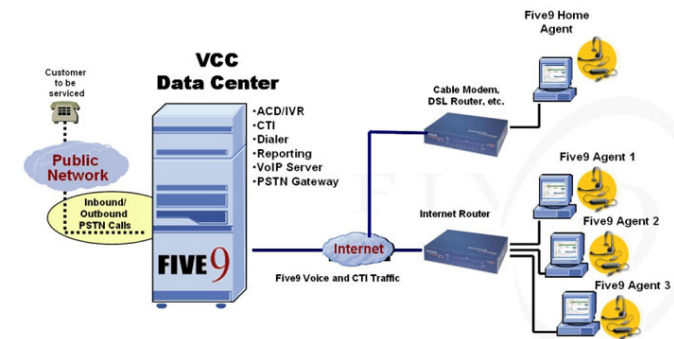 Five9 Home
Agent
VCC
Data Center
Customer
to be
serviced
Cable Modem,
DSL Router, etc.
•ACD/IVR
•CTI
•Dialer
•Reporting
•VoIP Server
•PSTN Gateway
Public
Network
Five9 Agent 1
Inbound/
Outbound
PSTN Calls
Internet Router
Five9 Agent 2
Internet
FIVE9
Five9 Voice and CTI Traffic
Five9 Agent 3
FIVE9